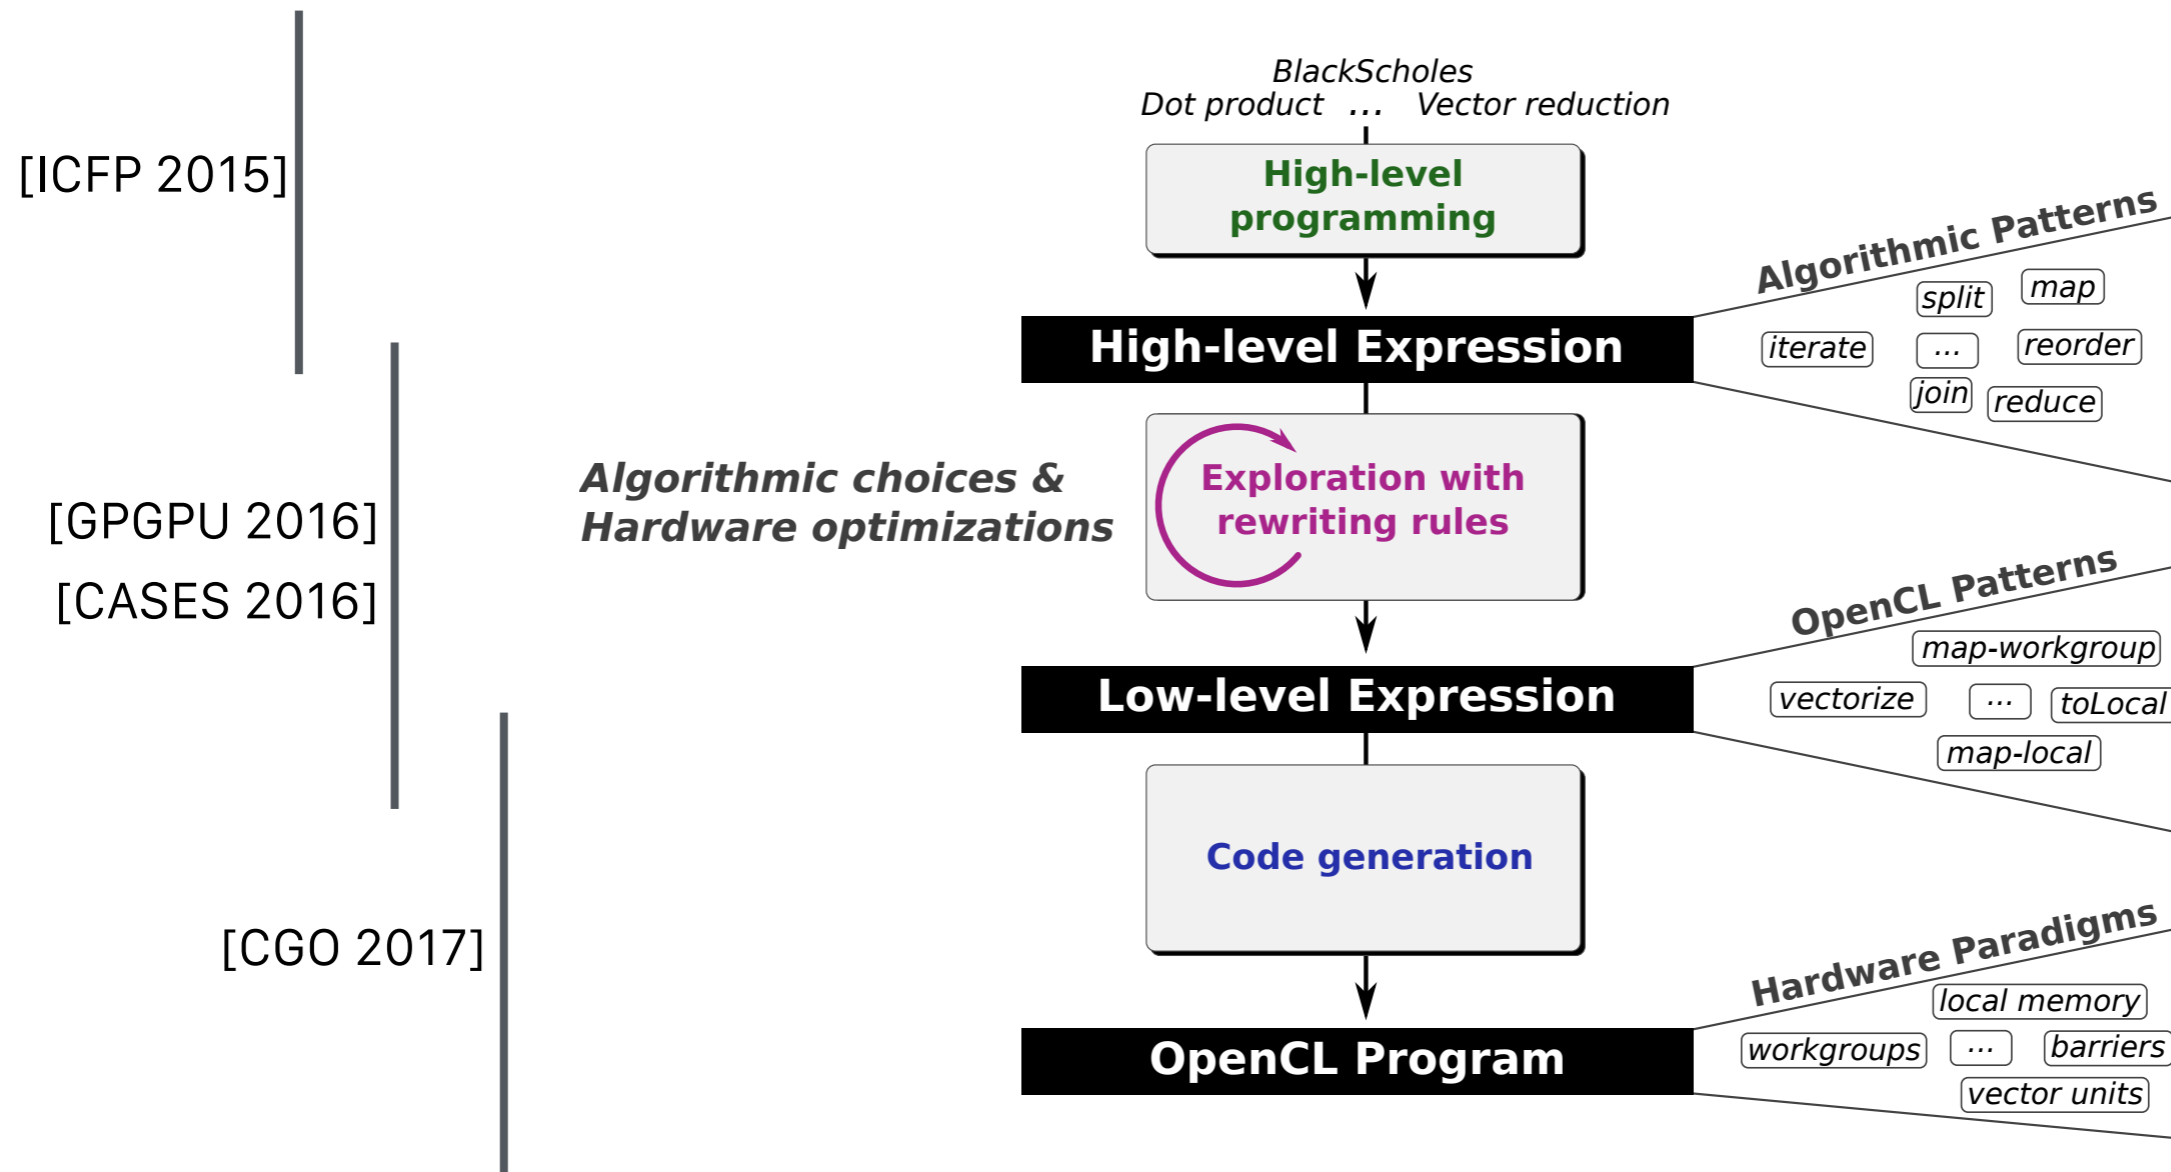 [ICFP 2015]
[GPGPU 2016]
[CASES 2016]
[CGO 2017]
BlackScholes
Dot product ... Vector reduction
High-level
programming
High-level Expression
Algorithmic choices &
Hardware optimizations
Exploration with
rewriting rules
Low-level Expression
Code generation
OpenCL Program
Algorithmic Patterns
split map
iterate ... reorder
join reduce
OpenCL Patterns
map-workgroup
vectorize ... toLocal
map-local
Hardware Paradigms
local memory
workgroups ... barriers
vector units